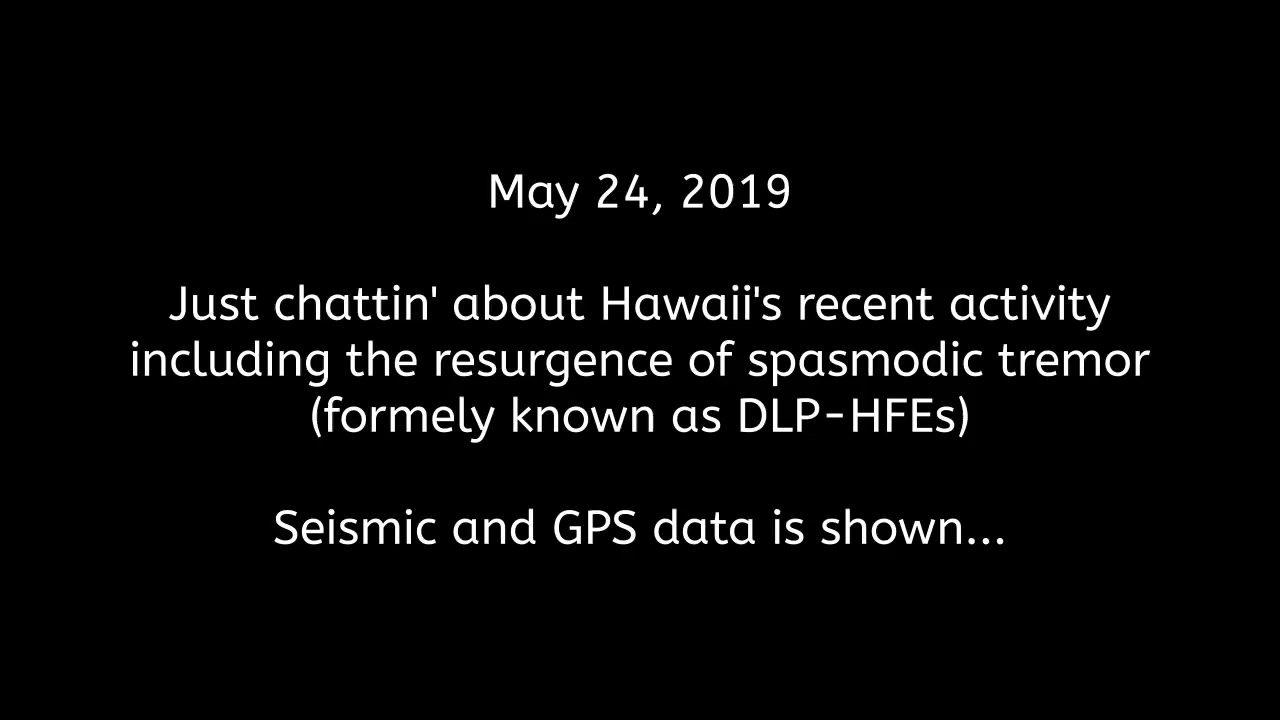 May 24, 2019
Just chattin' about Hawaii's recent activity
including the resurgence of spasmodic tremor
(formely known as DLP-HFEs)
Seismic and GPS data is shown...